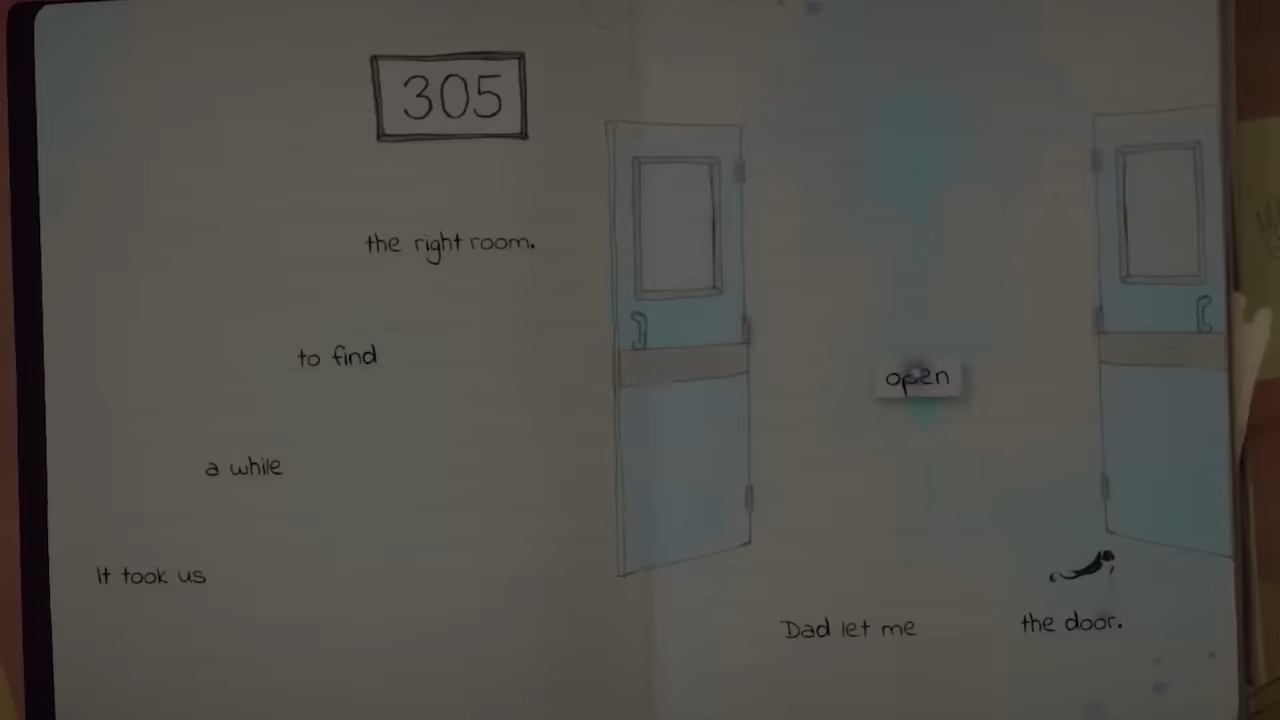 305
It took us
a while
to find
the right room.
Dad let me
open
the door.